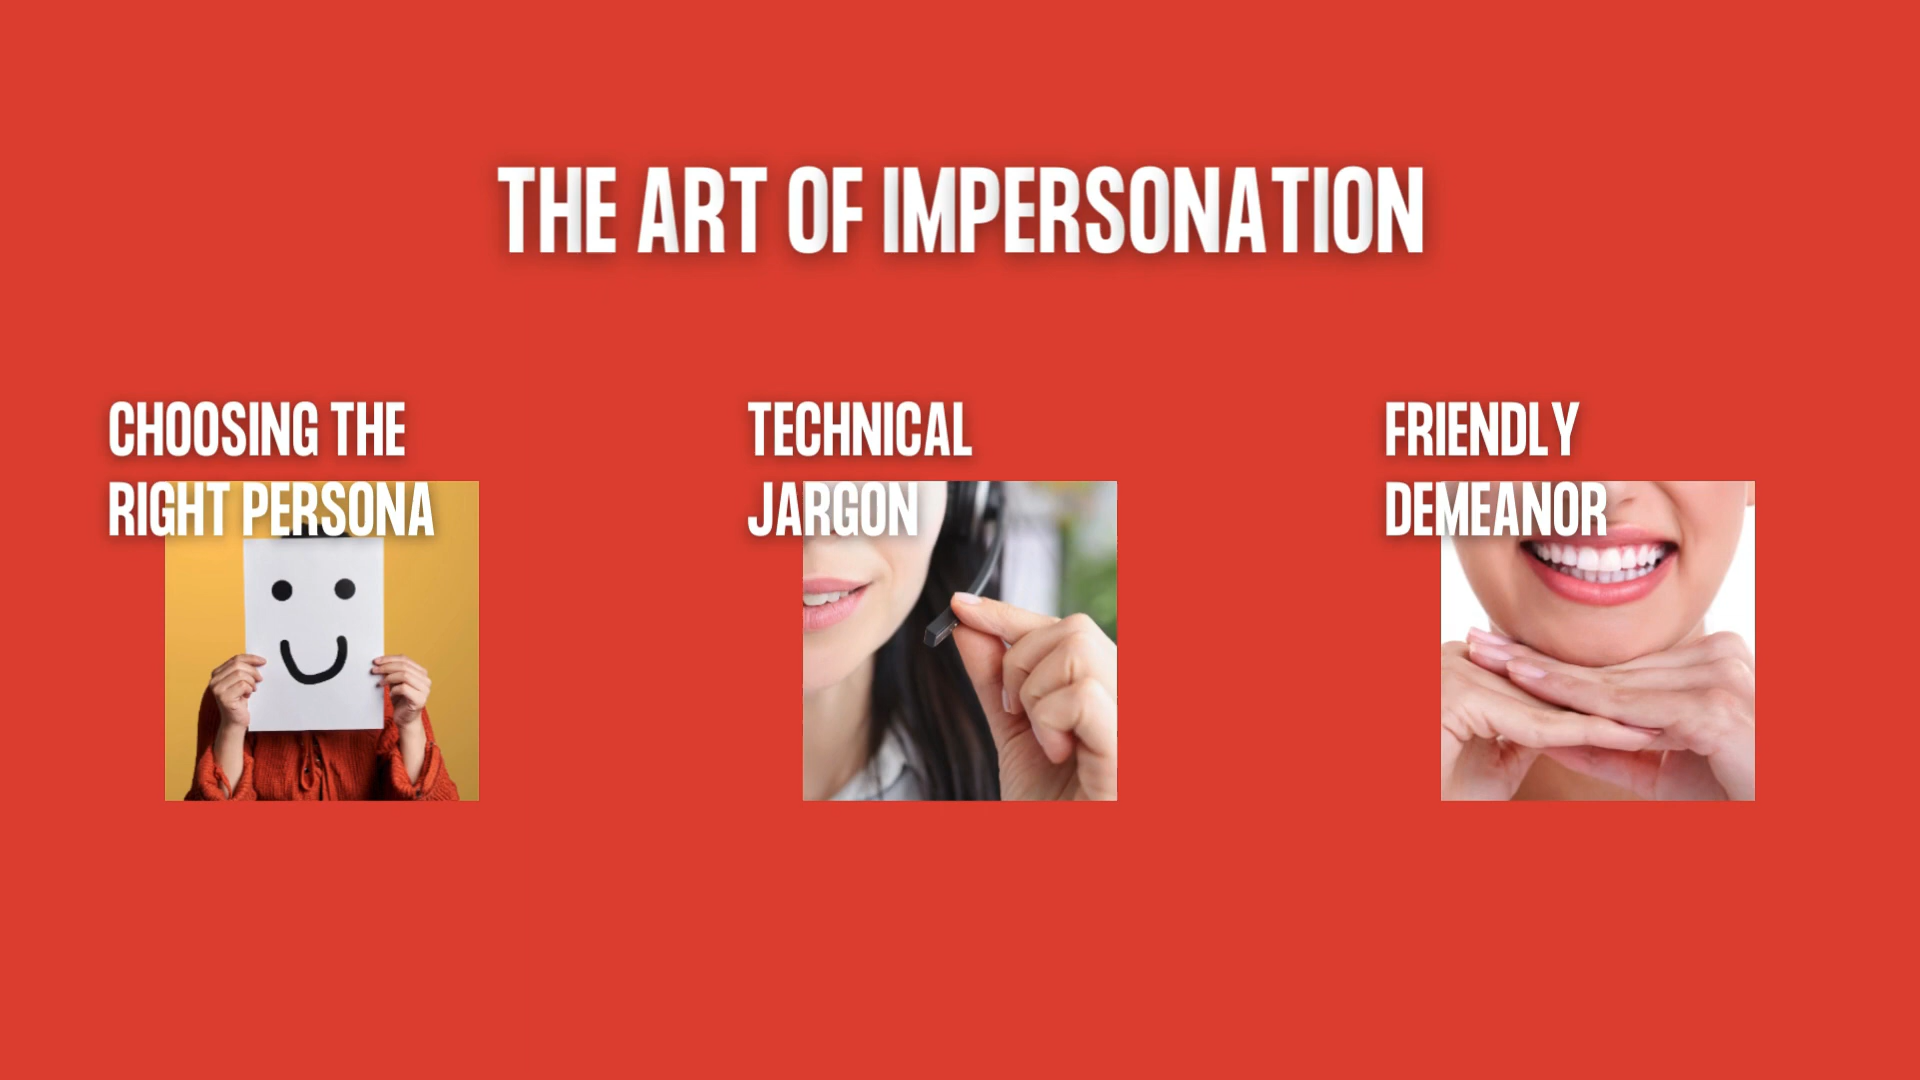 THE ART OF IMPERSONATION
CHOOSING THE
RIGHT PERSONA
TECHNICAL
JARGON
FRIENDLY
DEMEANOR